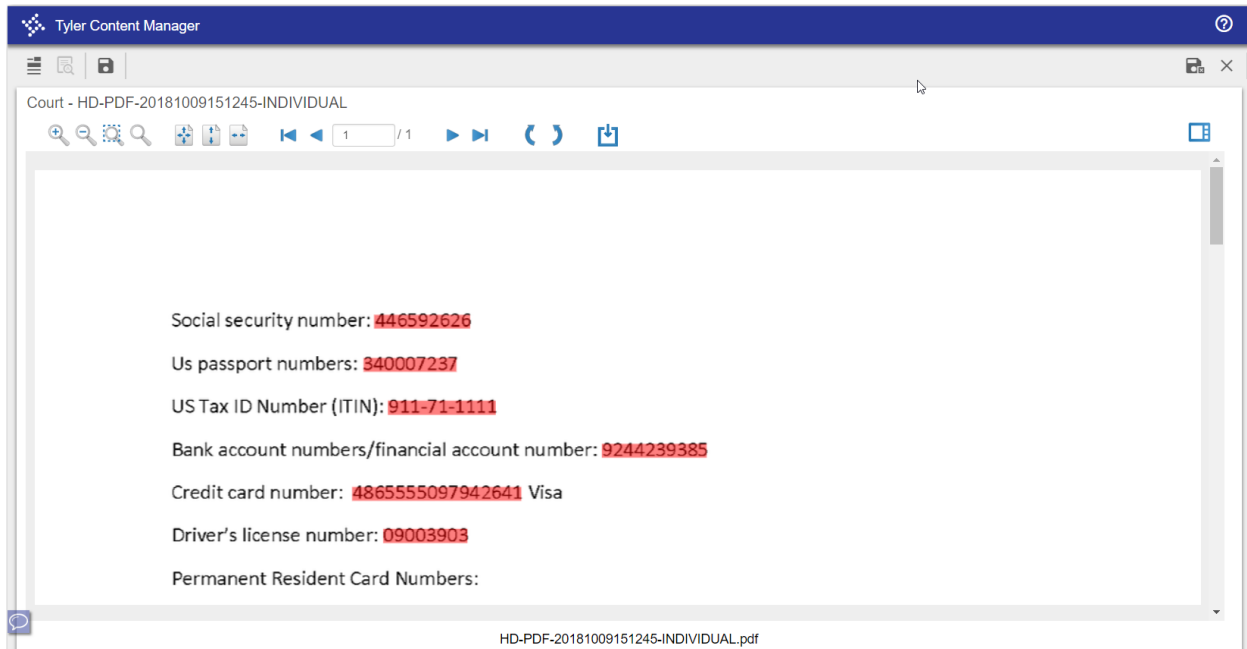 Tyler Content Manager
Court - HD-PDF-20181009151245-INDIVIDUAL
1 / 1
Social security number: 446592626
Us passport numbers: 340007237
US Tax ID Number (ITIN): 911-71-1111
Bank account numbers/financial account number: 9244239385
Credit card number: 4865555097942641 Visa
Driver's license number: 09003903
Permanent Resident Card Numbers:
HD-PDF-20181009151245-INDIVIDUAL.pdf